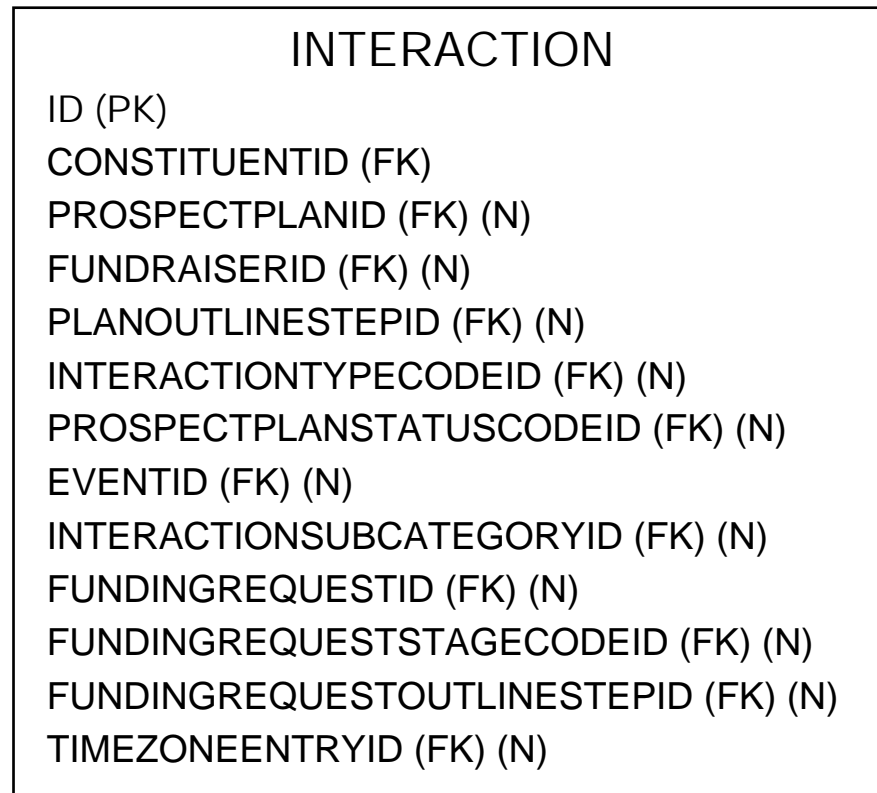 INTERACTION
ID (PK)
CONSTITUENTID (FK)
PROSPECTPLANID (FK) (N)
FUNDRAISERID (FK) (N)
PLANOUTLINESTEPID (FK) (N)
INTERACTIONTYPECODEID (FK) (N)
PROSPECTPLANSTATUSCODEID (FK) (N)
EVENTID (FK) (N)
INTERACTIONSUBCATEGORYID (FK) (N)
FUNDINGREQUESTID (FK) (N)
FUNDINGREQUESTSTAGECODEID (FK) (N)
FUNDINGREQUESTOUTLINESTEPID (FK) (N)
TIMEZONEENTRYID (FK) (N)